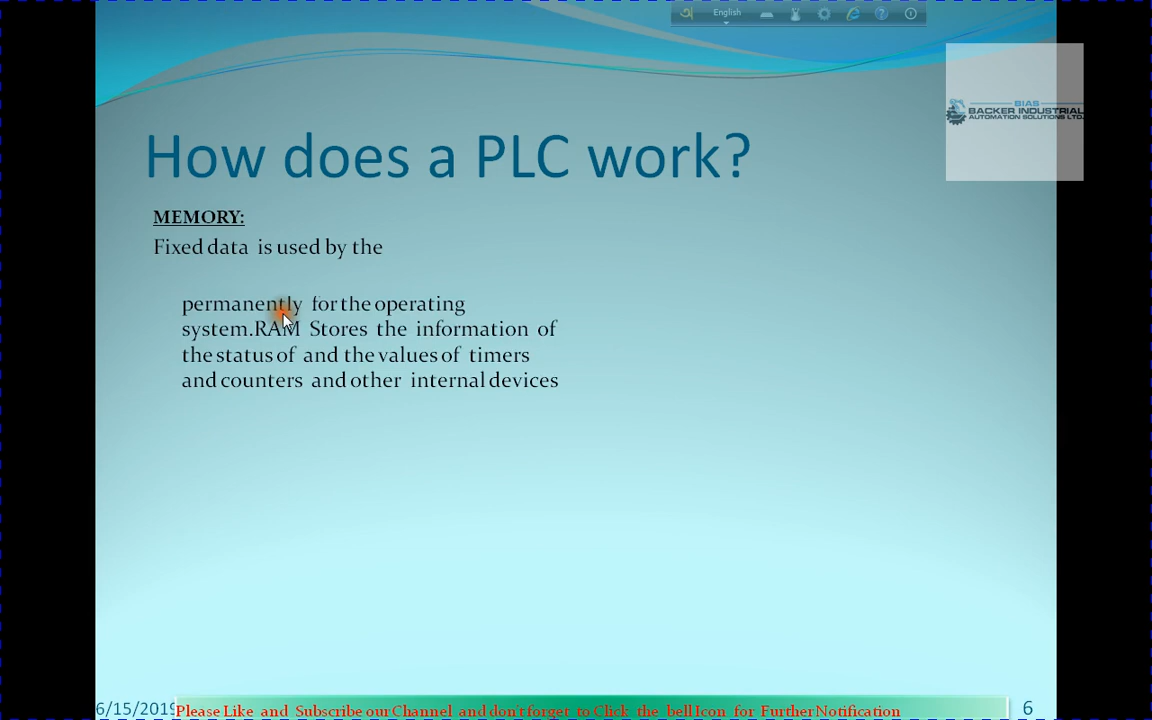 English
BIAS
BACKER INDUSTRIAL
AUTOMATION SOLUTIONS LTD.
How does a PLC work?
MEMORY:
Fixed data is used by the
permanently for the operating
system.RAM Stores the information of
the status of and the values of timers
and counters and other internal devices
6/15/2019
Please Like and Subscribe our Channel and don't forget to Click the bell Icon for Further Notification
6